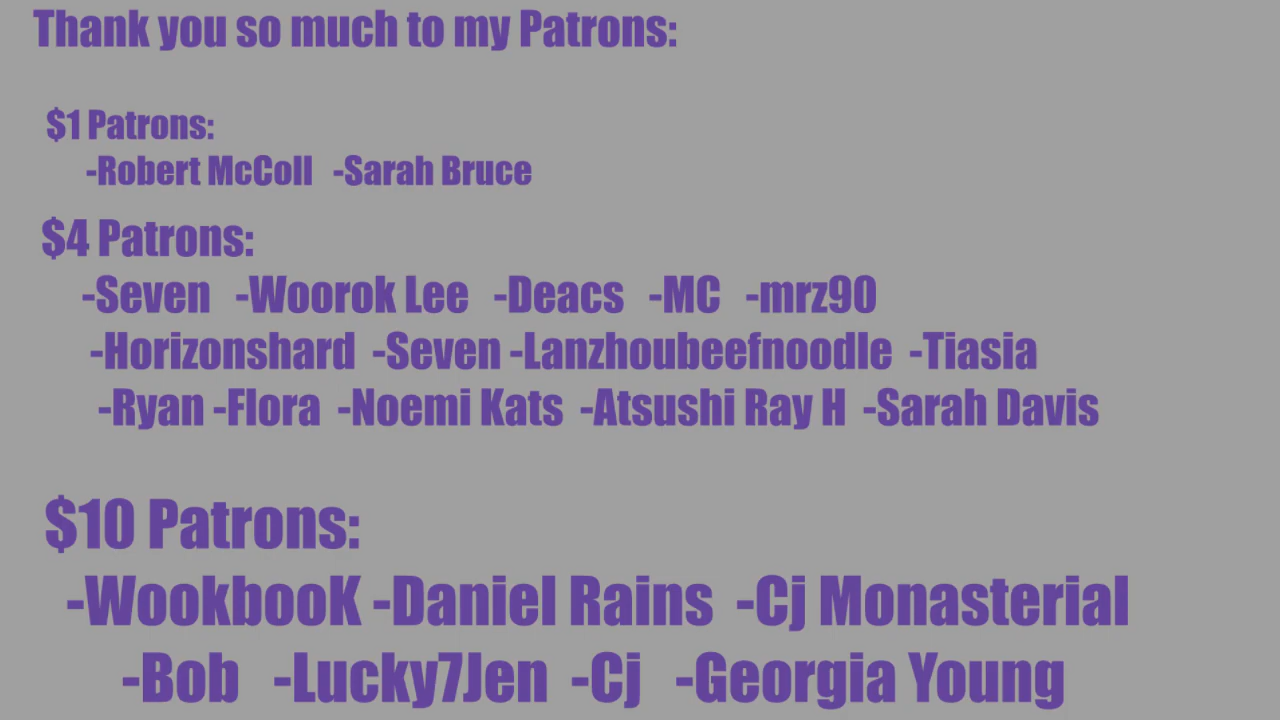 Thank you so much to my Patrons:
$1 Patrons:
-Robert McColl -Sarah Bruce
$4 Patrons:
-Seven -Woorok Lee -Deacs -MC -mrz90
-Horizonshard -Seven -Lanzhoubeefnoodle -Tiasia
-Ryan -Flora -Noemi Kats -Atsushi Ray H -Sarah Davis
$10 Patrons:
-WookbooK -Daniel Rains -Cj Monasterial
-Bob -Lucky7Jen -Cj -Georgia Young